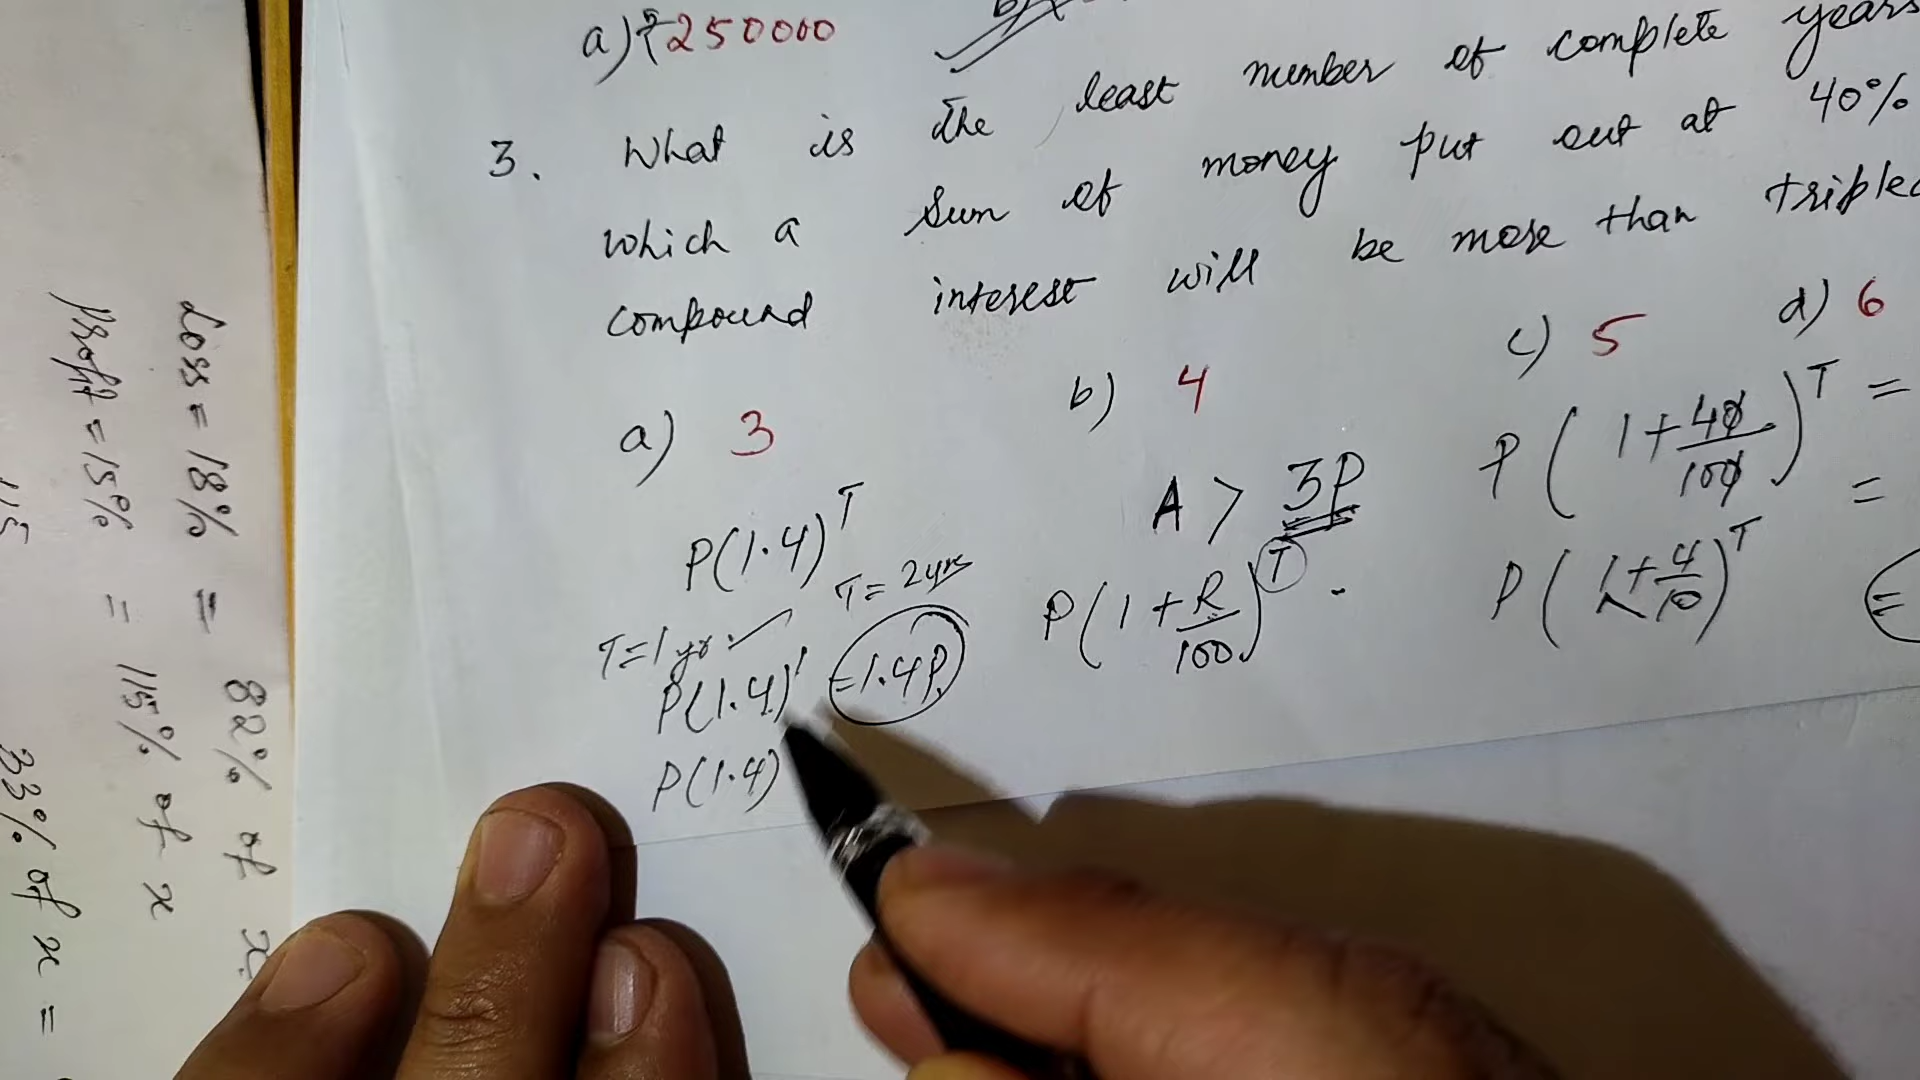 a) ₹250000
3. What is the least number of complete years
which a sum of money put out at 40%
compound interest will be more than tripled
a) 3 b) 4 c) 5 d) 6
P(1.4)^T
T=1 yr ✓ T=2yrs
P(1.4)^1 =1.4P
P(1.4)
A > 3P
P(1+R/100)^T
P(1+40/100)^T =
=
P(1+4/10)^T =
Loss = 18% = 82% of x
Profit = 15% = 115% of x
115
33% of x =